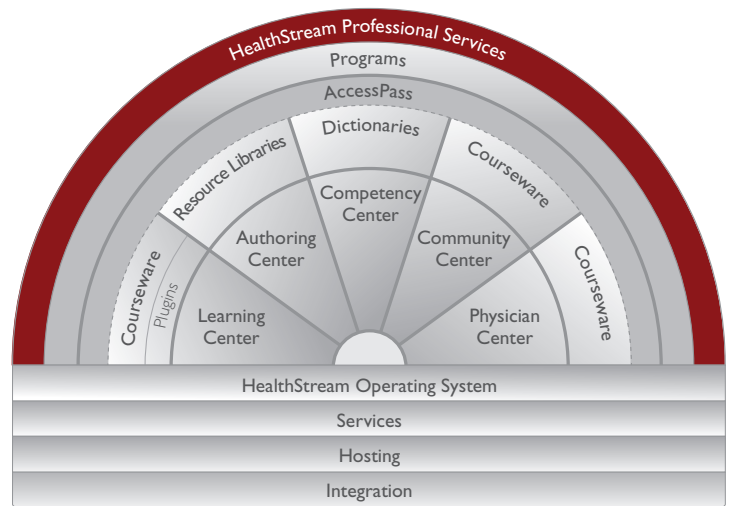 HealthStream Professional Services
Programs
AccessPass
Dictionaries
Resource Libraries
Courseware
Competency
Center
Authoring
Center
Community
Center
Courseware
Plugins
Learning
Center
Physician
Center
Courseware
HealthStream Operating System
Services
Hosting
Integration